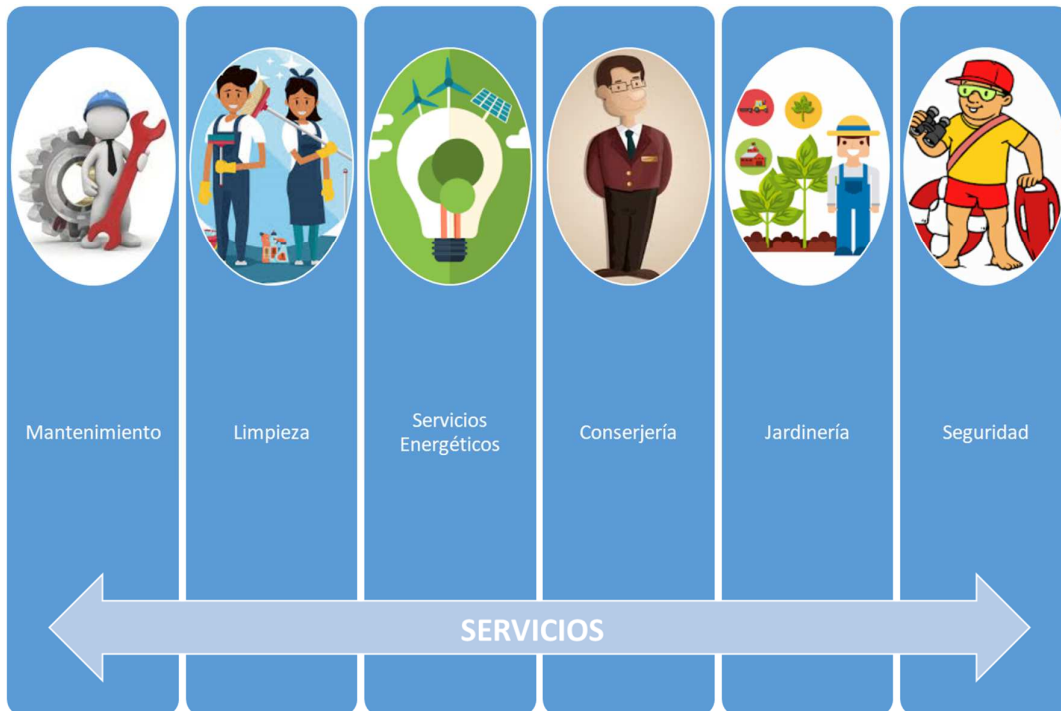 Mantenimiento
Limpieza
Servicios
Energéticos
Conserjería
Jardinería
Seguridad
SERVICIOS